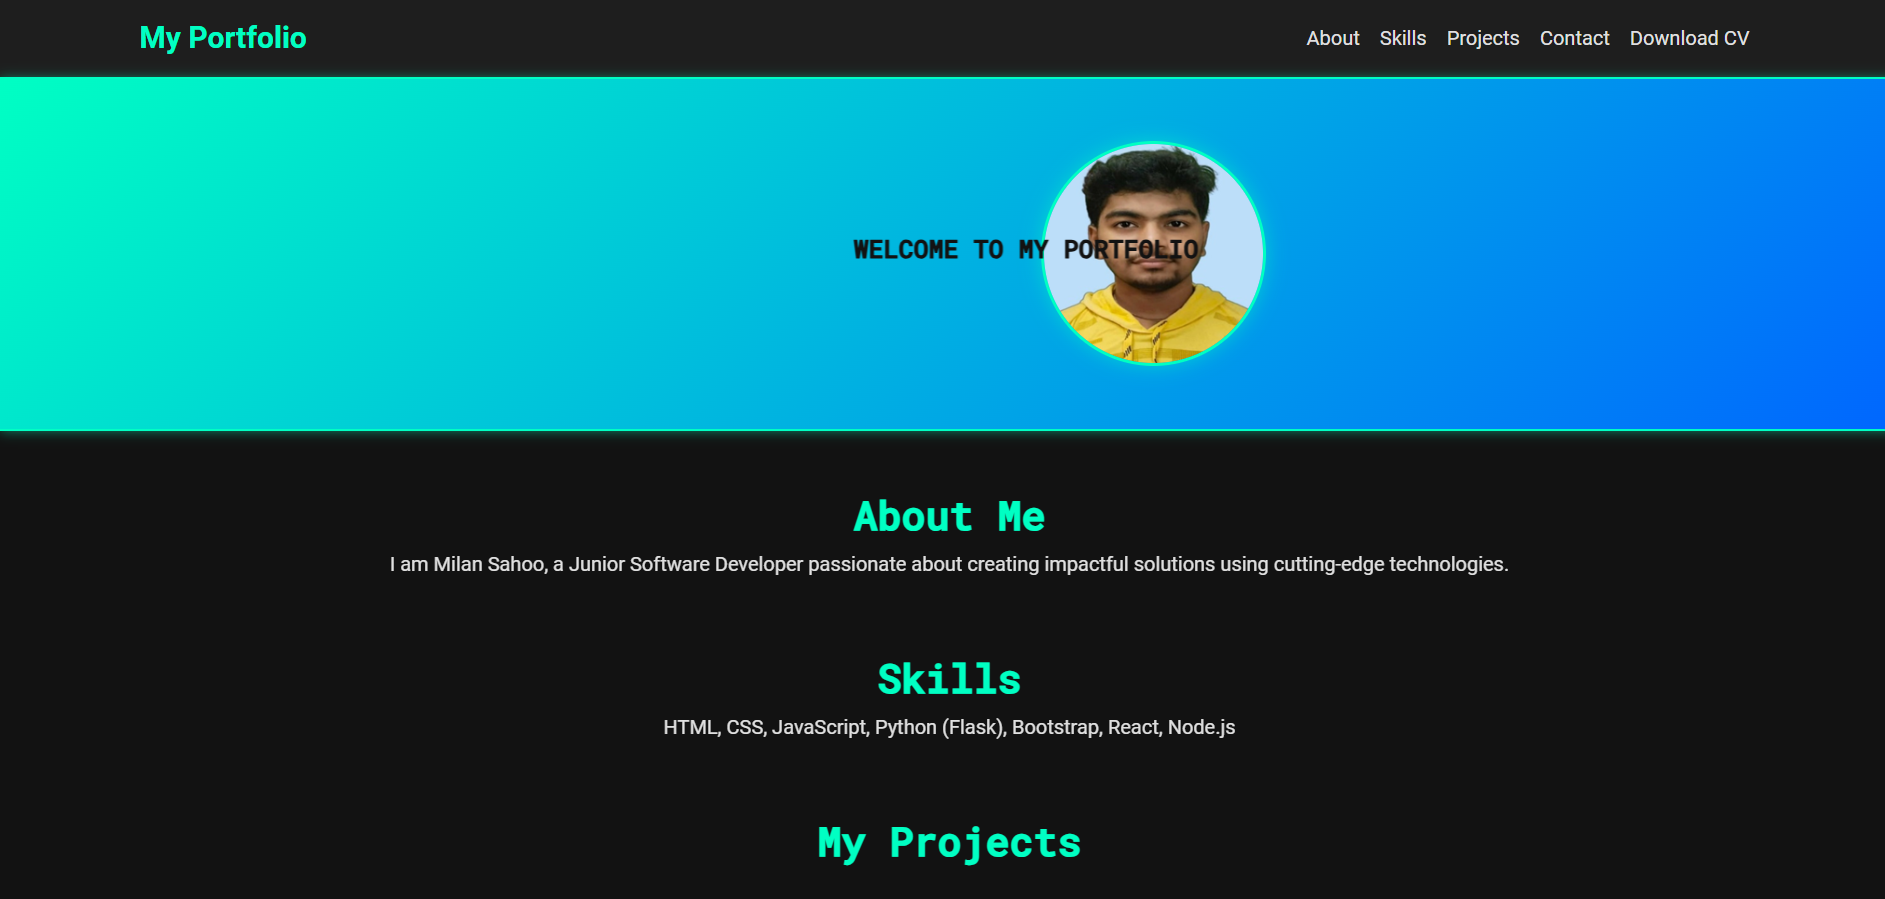 My Portfolio
About Skills Projects Contact Download CV
WELCOME TO MY PORTFOLIO
About Me
I am Milan Sahoo, a Junior Software Developer passionate about creating impactful solutions using cutting-edge technologies.
Skills
HTML, CSS, JavaScript, Python (Flask), Bootstrap, React, Node.js
My Projects